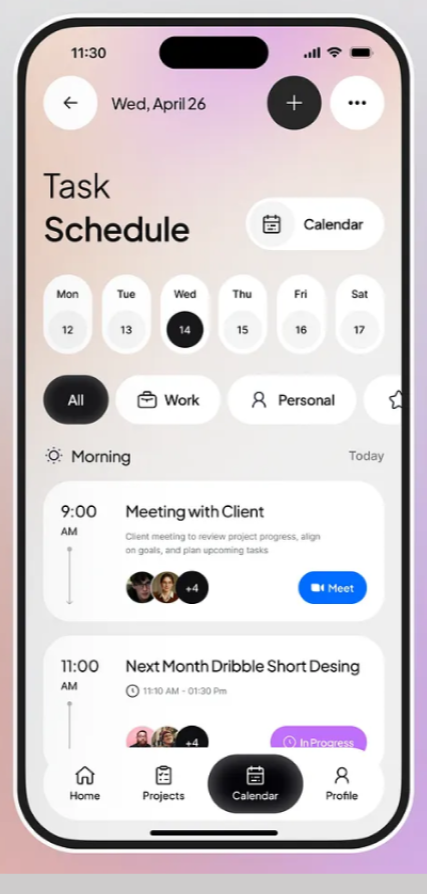 11:30
Wed, April 26
Task
Schedule
Calendar
Mon Tue Wed Thu Fri Sat
12 13 14 15 16 17
All Work Personal
Morning
Today
9:00
AM
Meeting with Client
Client meeting to review project progress, align
on goals, and plan upcoming tasks
+4
Meet
11:00
AM
Next Month Dribble Short Desing
11:10 AM - 01:30 Pm
+4
In Progress
Home Projects Calendar Profile